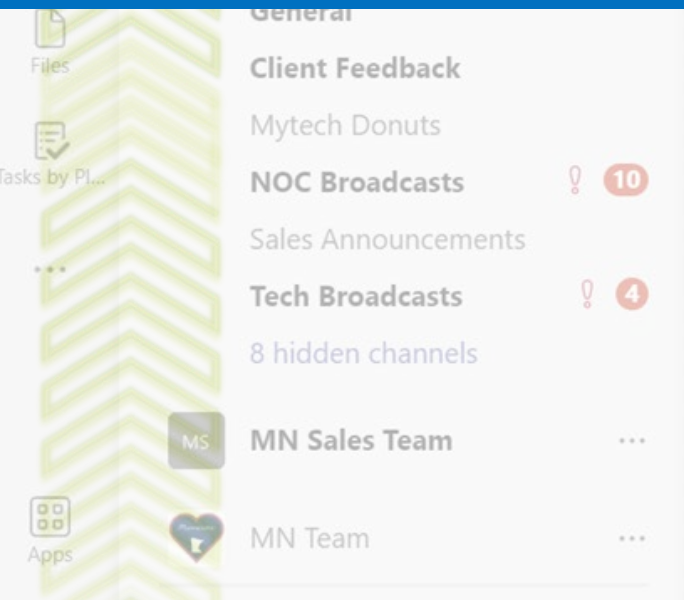 General
Files
Client Feedback
Mytech Donuts
Tasks by Pl...
NOC Broadcasts
10
Sales Announcements
Tech Broadcasts
4
8 hidden channels
MS
MN Sales Team
Apps
MN Team